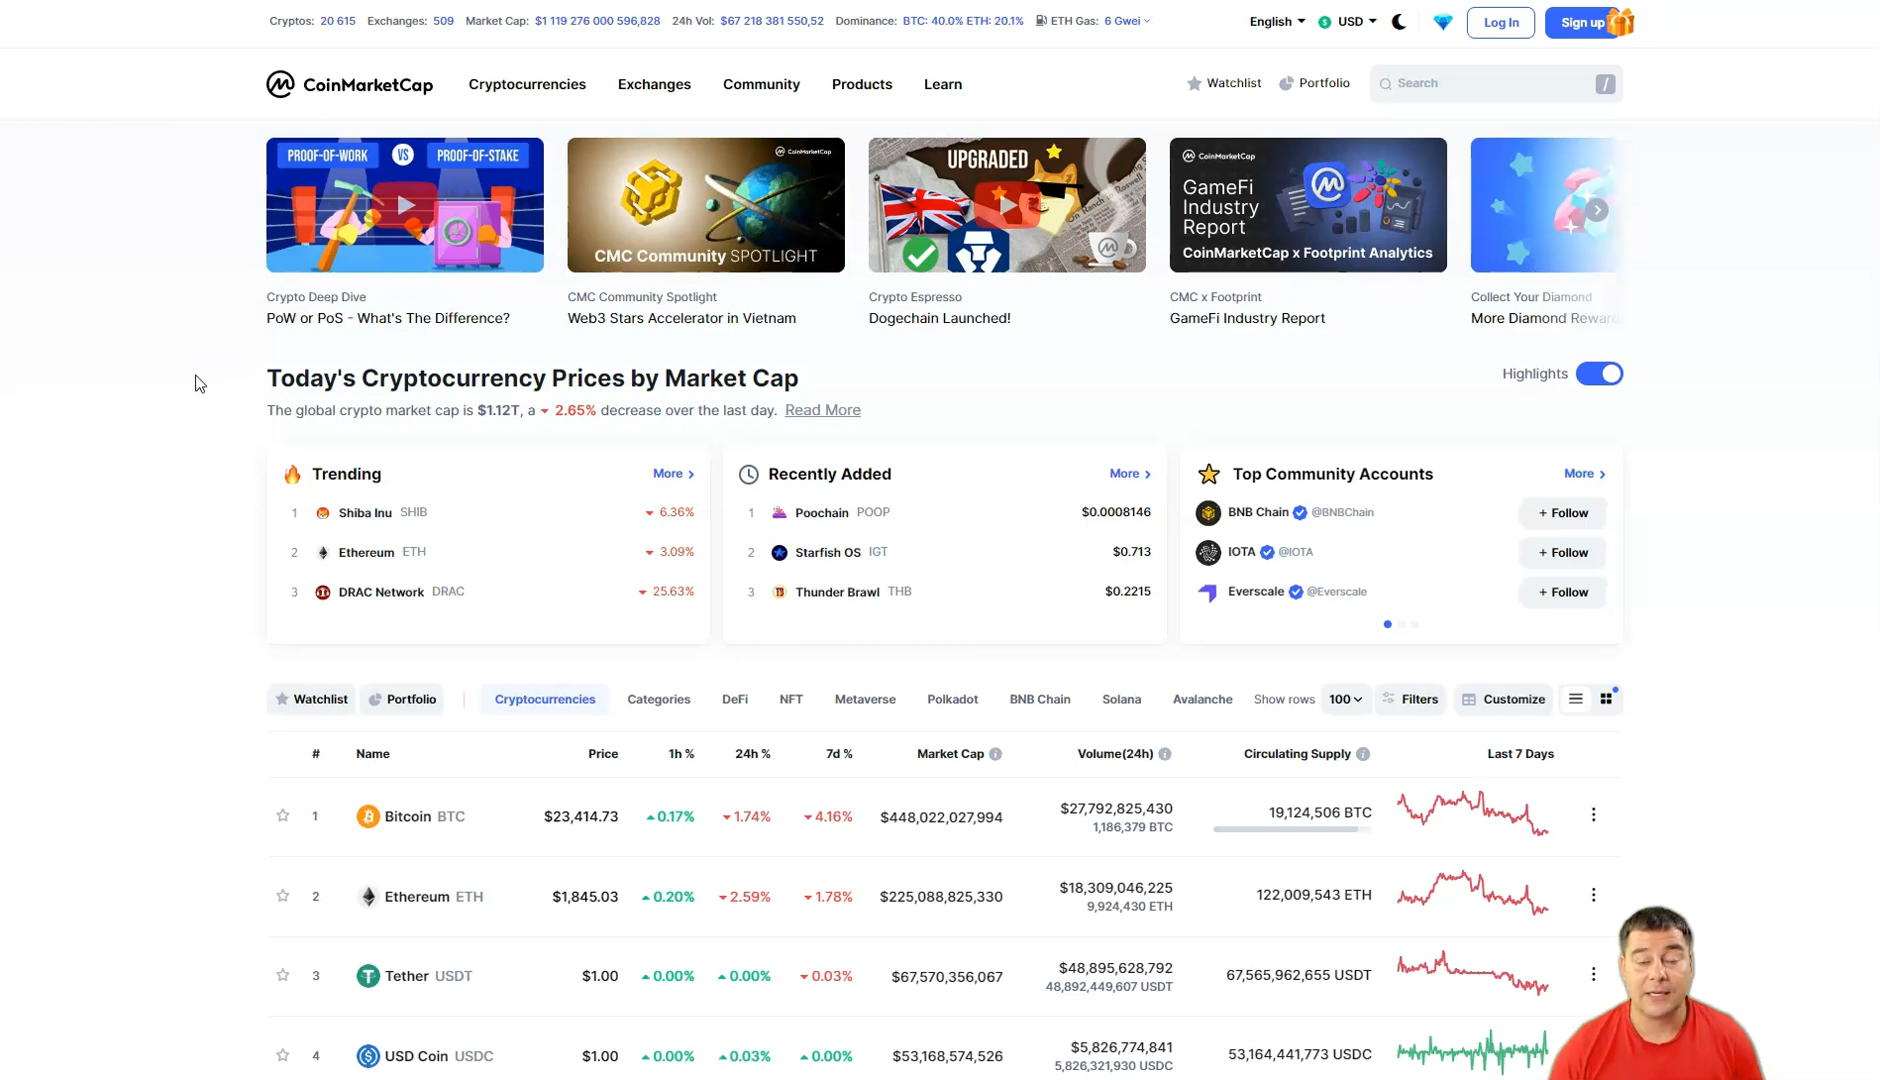 Cryptos: 20 615 Exchanges: 509 Market Cap: $1 119 276 000 596,828 24h Vol: $67 218 381 550,52 Dominance: BTC: 40.0% ETH: 20.1% ETH Gas: 6 Gwei
English USD Log In Sign up
CoinMarketCap Cryptocurrencies Exchanges Community Products Learn Watchlist Portfolio Search /
PROOF-OF-WORK VS PROOF-OF-STAKE
CoinMarketCap
CMC Community SPOTLIGHT
UPGRADED
CoinMarketCap
GameFi
Industry
Report
CoinMarketCap x Footprint Analytics
Crypto Deep Dive
PoW or PoS - What's The Difference?
CMC Community Spotlight
Web3 Stars Accelerator in Vietnam
Crypto Espresso
Dogechain Launched!
CMC x Footprint
GameFi Industry Report
Collect Your Diamond
More Diamond Rewar
Today's Cryptocurrency Prices by Market Cap
Highlights
The global crypto market cap is $1.12T, a 2.65% decrease over the last day. Read More
Trending More
1 Shiba Inu SHIB 6.36%
2 Ethereum ETH 3.09%
3 DRAC Network DRAC 25.63%
Recently Added More
1 Poochain POOP $0.0008146
2 Starfish OS IGT $0.713
3 Thunder Brawl THB $0.2215
Top Community Accounts More
BNB Chain @BNBChain + Follow
IOTA @IOTA + Follow
Everscale @Everscale + Follow
Watchlist Portfolio Cryptocurrencies Categories DeFi NFT Metaverse Polkadot BNB Chain Solana Avalanche Show rows 100 Filters Customize
# Name Price 1h % 24h % 7d % Market Cap Volume(24h) Circulating Supply Last 7 Days
1 Bitcoin BTC $23,414.73 0.17% 1.74% 4.16% $448,022,027,994 $27,792,825,430 19,124,506 BTC
1,186,379 BTC
2 Ethereum ETH $1,845.03 0.20% 2.59% 1.78% $225,088,825,330 $18,309,046,225 122,009,543 ETH
9,924,430 ETH
3 Tether USDT $1.00 0.00% 0.00% 0.03% $67,570,356,067 $48,895,628,792 67,565,962,655 USDT
48,892,449,607 USDT
4 USD Coin USDC $1.00 0.00% 0.03% 0.00% $53,168,574,526 $5,826,774,841 53,164,441,773 USDC
5,826,321,930 USDC